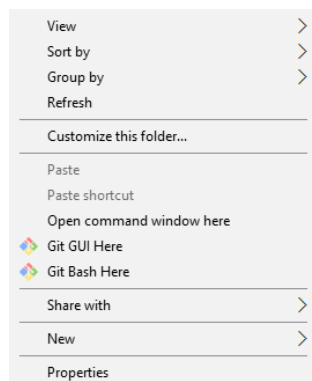 View
Sort by
Group by
Refresh
Customize this folder...
Paste
Paste shortcut
Open command window here
Git GUI Here
Git Bash Here
Share with
New
Properties